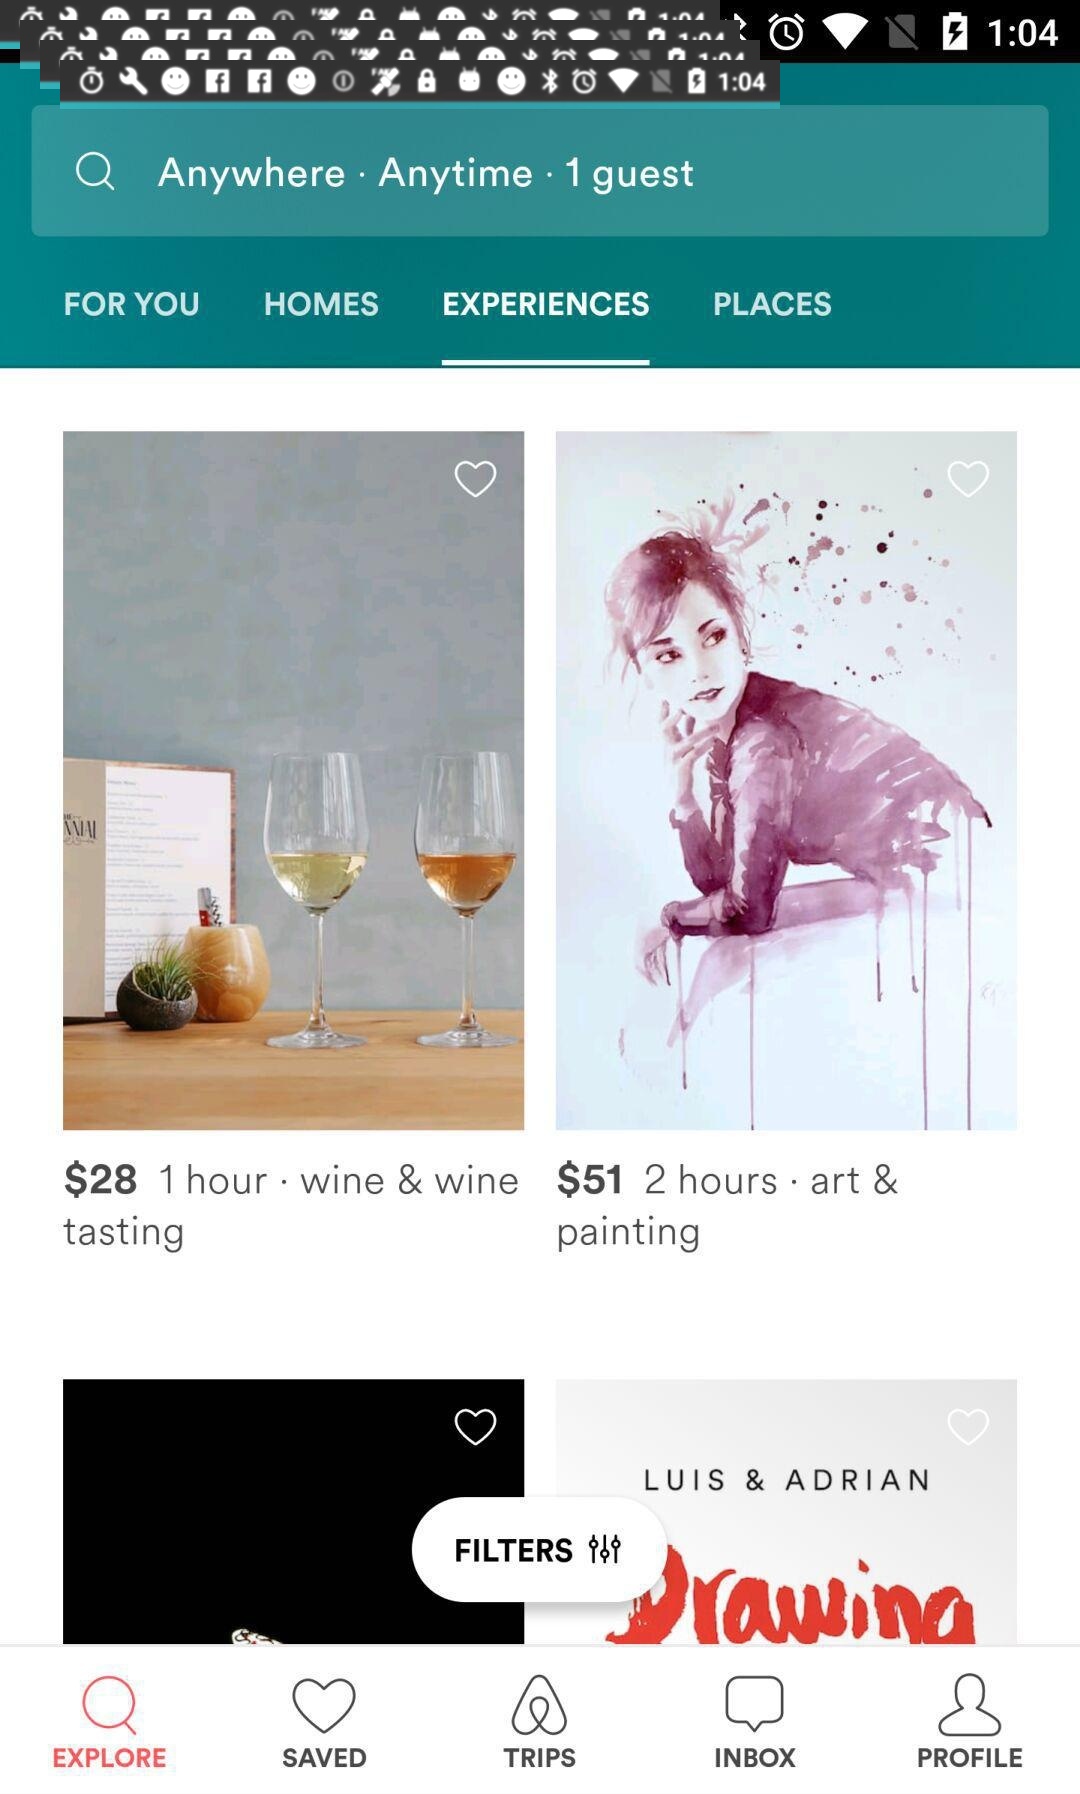 1:04
1:04
Anywhere · Anytime · 1 guest
FOR YOU HOMES EXPERIENCES PLACES
$28 1 hour · wine & wine
tasting
$51 2 hours · art &
painting
LUIS & ADRIAN
Drawing
FILTERS
EXPLORE SAVED TRIPS INBOX PROFILE